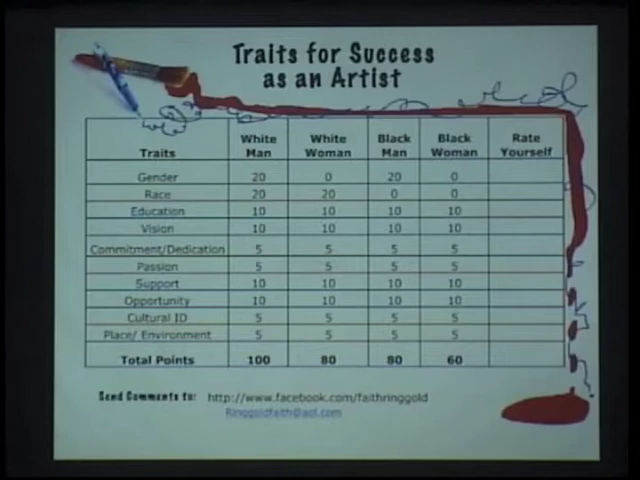 Traits for Success
as an Artist
Traits White Man White Woman Black Man Black Woman Rate Yourself
Gender 20 0 20 0
Race 20 20 0 0
Education 10 10 10 10
Vision 10 10 10 10
Commitment/Dedication 5 5 5 5
Passion 5 5 5 5
Support 10 10 10 10
Opportunity 10 10 10 10
Cultural ID 5 5 5 5
Place/ Environment 5 5 5 5
Total Points 100 80 80 60
Send Comments to: http://www.facebook.com/faithringgold
Ringgoldfaith@aol.com